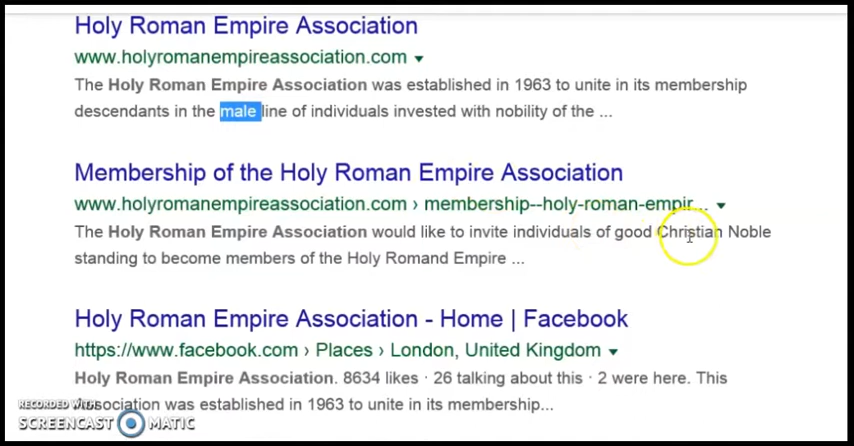 Holy Roman Empire Association
www.holyromanempireassociation.com
The Holy Roman Empire Association was established in 1963 to unite in its membership
descendants in the male line of individuals invested with nobility of the ...
Membership of the Holy Roman Empire Association
www.holyromanempireassociation.com › membership--holy-roman-empir...
The Holy Roman Empire Association would like to invite individuals of good Christian Noble
standing to become members of the Holy Romand Empire ...
Holy Roman Empire Association - Home | Facebook
https://www.facebook.com › Places › London, United Kingdom
Holy Roman Empire Association. 8634 likes · 26 talking about this · 2 were here. This
Association was established in 1963 to unite in its membership...
RECORDED WITH
SCREENCAST MATIC